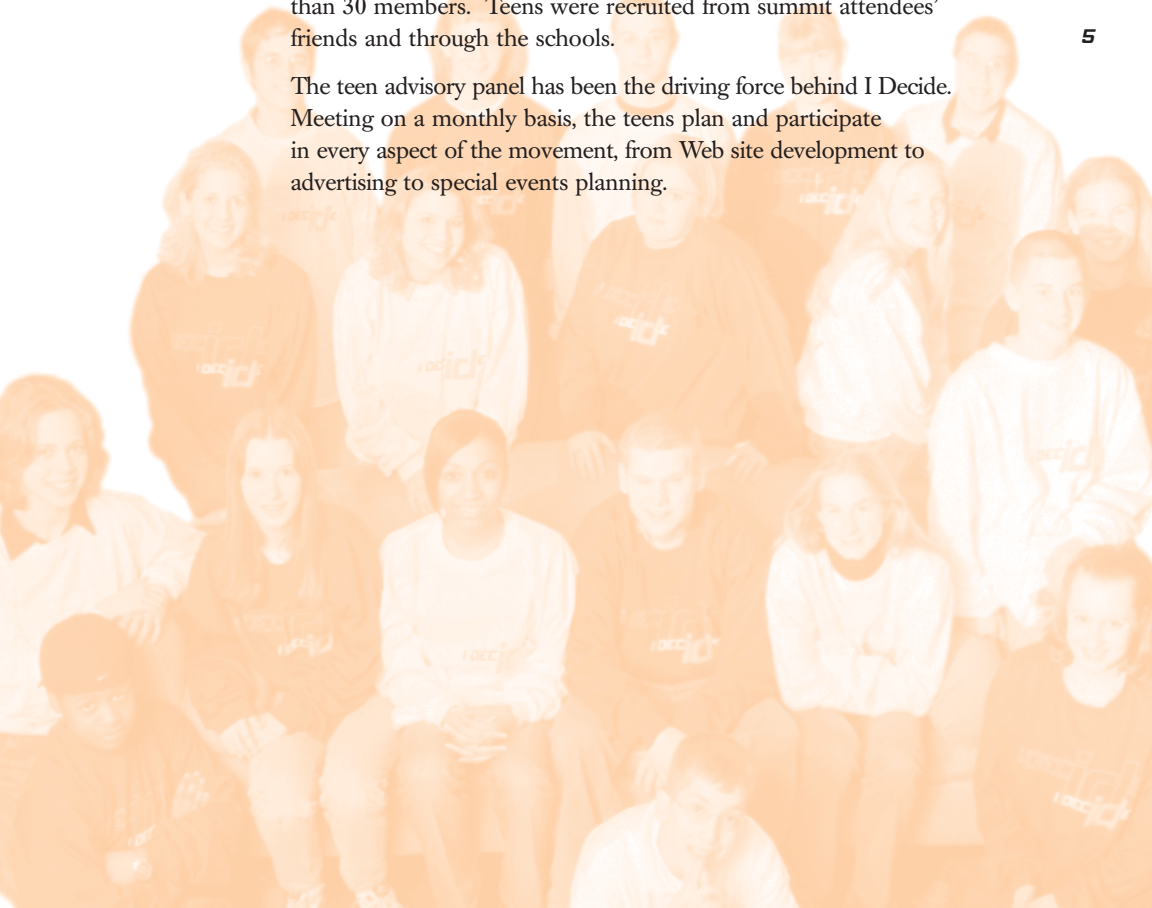 than 30 members. Teens were recruited from summit attendees'
friends and through the schools.
5
The teen advisory panel has been the driving force behind I Decide.
Meeting on a monthly basis, the teens plan and participate
in every aspect of the movement, from Web site development to
advertising to special events planning.